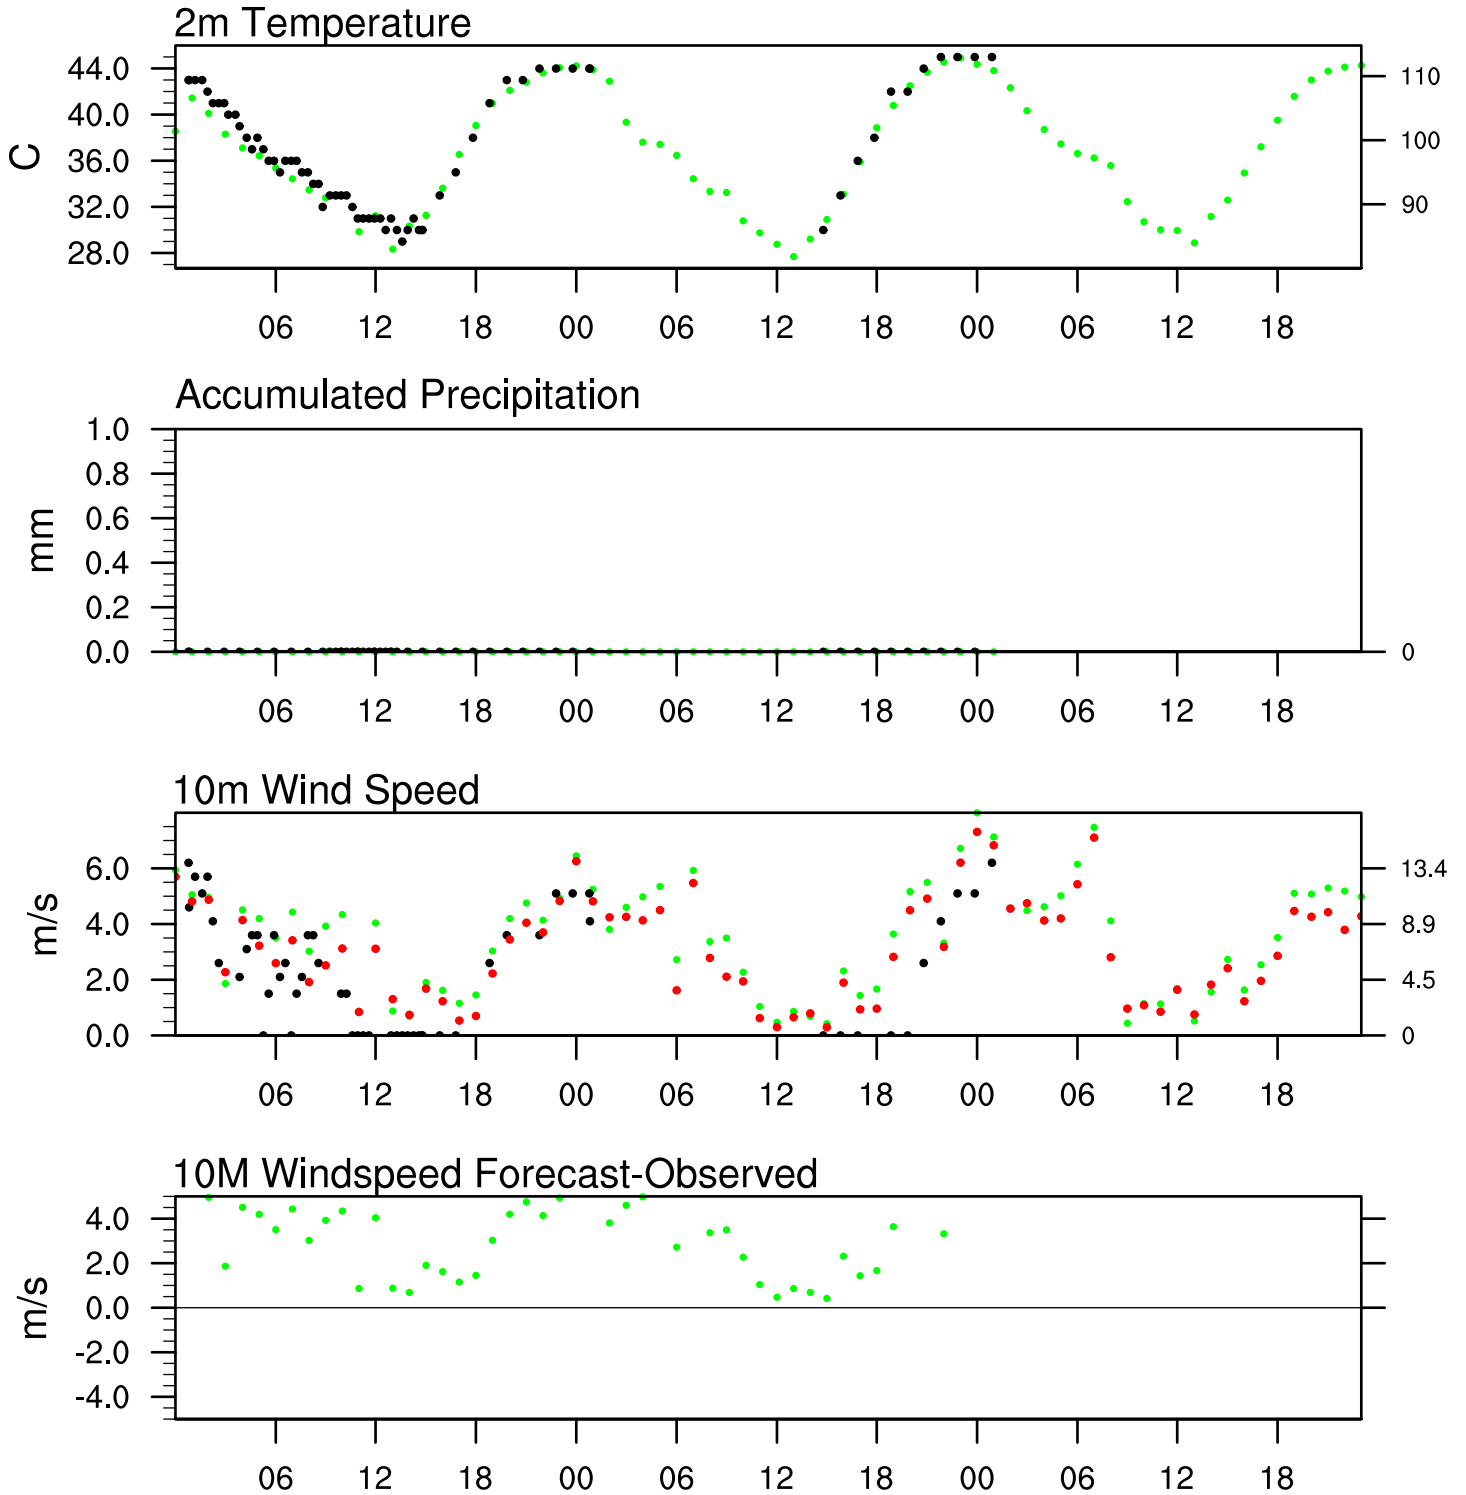 2m Temperature
44.0
40.0
36.0
32.0
28.0
C
110
100
90
06 12 18 00 06 12 18 00 06 12 18
Accumulated Precipitation
1.0
0.8
0.6
0.4
0.2
0.0
mm
0
06 12 18 00 06 12 18 00 06 12 18
10m Wind Speed
6.0
4.0
2.0
0.0
m/s
13.4
8.9
4.5
0
06 12 18 00 06 12 18 00 06 12 18
10M Windspeed Forecast-Observed
4.0
2.0
0.0
-2.0
-4.0
m/s
06 12 18 00 06 12 18 00 06 12 18